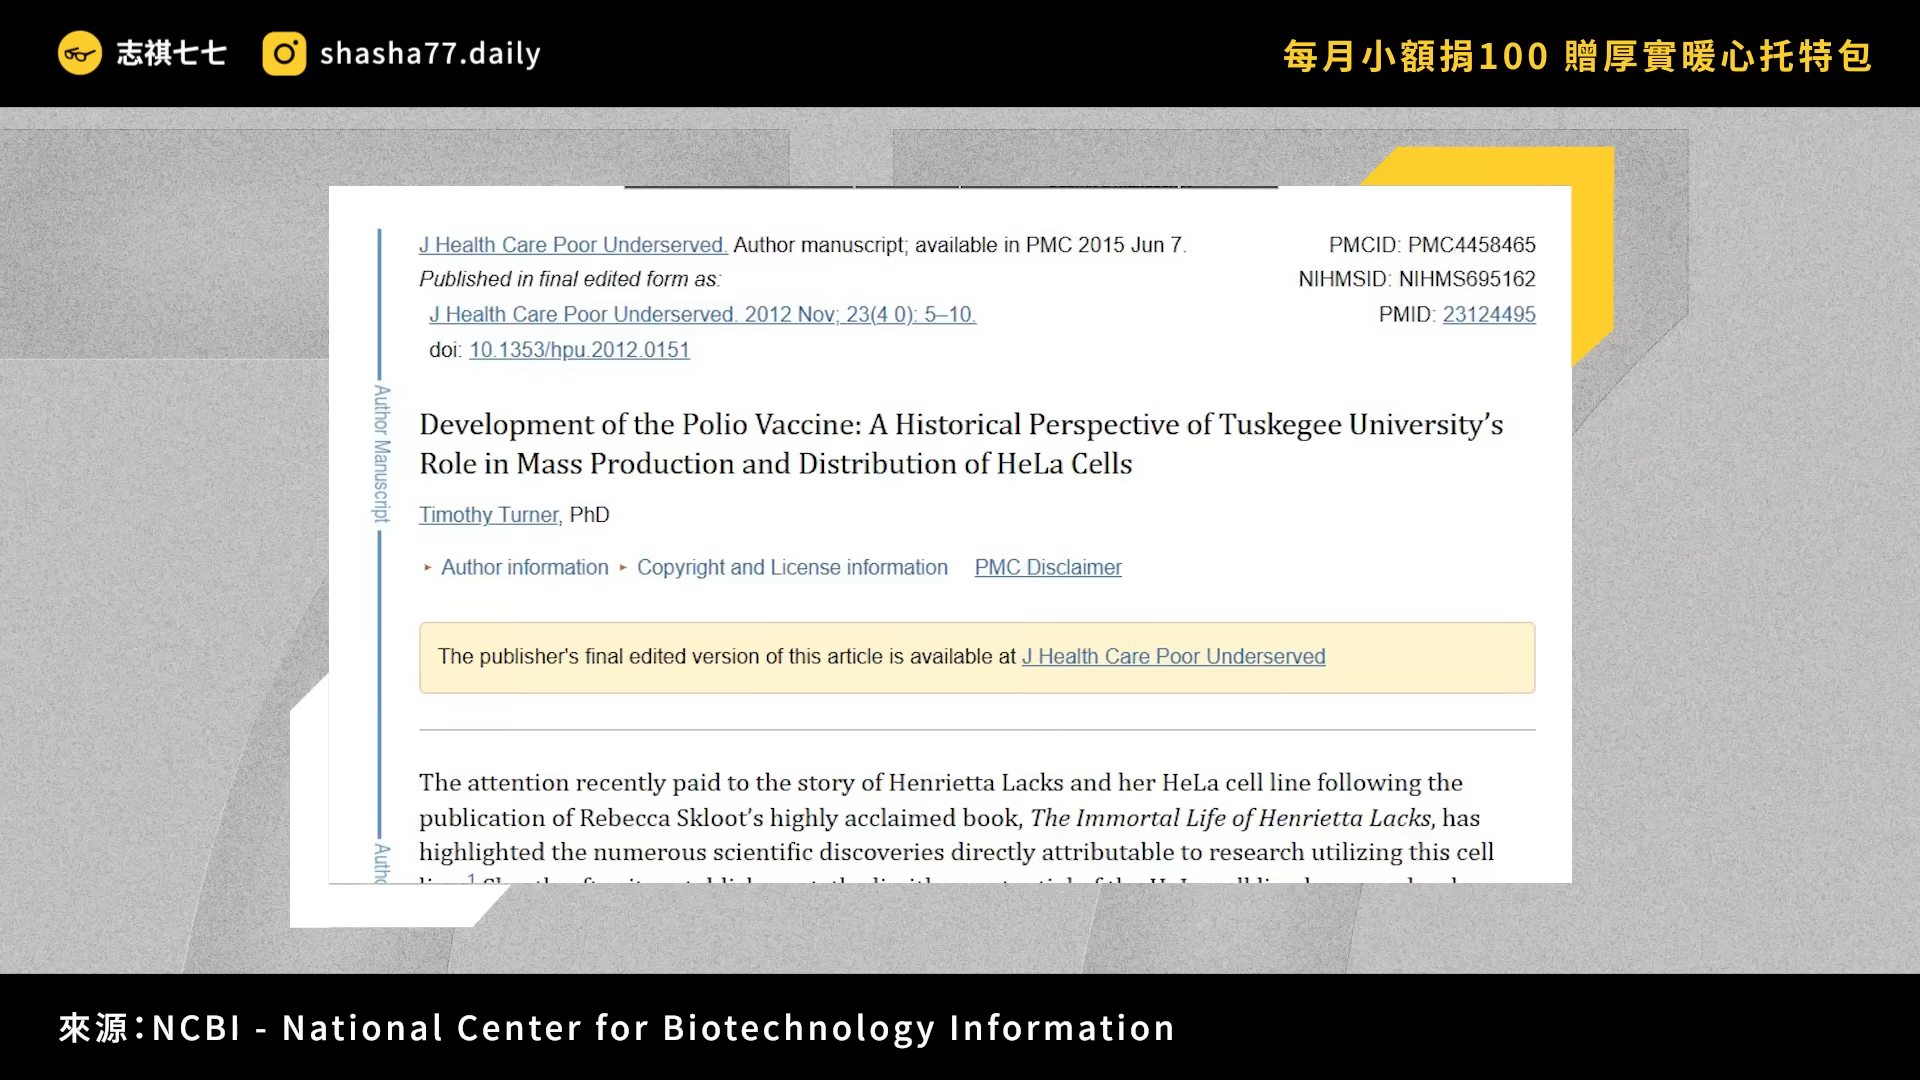 志祺七七 shasha77.daily
每月小額捐100 贈厚實暖心托特包
J Health Care Poor Underserved. Author manuscript; available in PMC 2015 Jun 7.
Published in final edited form as:
J Health Care Poor Underserved. 2012 Nov; 23(4 0): 5–10.
doi: 10.1353/hpu.2012.0151
PMCID: PMC4458465
NIHMSID: NIHMS695162
PMID: 23124495
Author Manuscript
Development of the Polio Vaccine: A Historical Perspective of Tuskegee University’s
Role in Mass Production and Distribution of HeLa Cells
Timothy Turner, PhD
▸ Author information ▸ Copyright and License information PMC Disclaimer
The publisher's final edited version of this article is available at J Health Care Poor Underserved
The attention recently paid to the story of Henrietta Lacks and her HeLa cell line following the
publication of Rebecca Skloot’s highly acclaimed book, The Immortal Life of Henrietta Lacks, has
highlighted the numerous scientific discoveries directly attributable to research utilizing this cell
來源:NCBI - National Center for Biotechnology Information